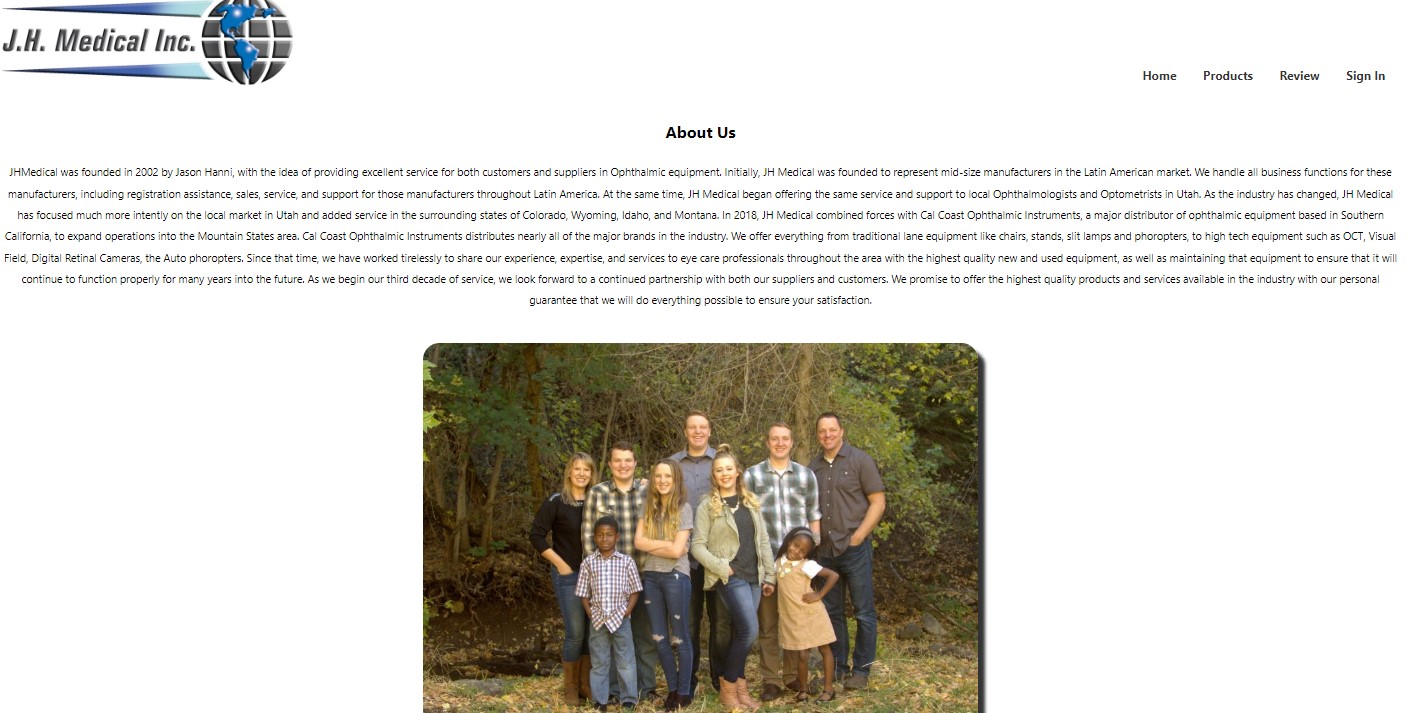 J.H. Medical Inc.
Home Products Review Sign In
About Us
JHMedical was founded in 2002 by Jason Hanni, with the idea of providing excellent service for both customers and suppliers in Ophthalmic equipment. Initially, JH Medical was founded to represent mid-size manufacturers in the Latin American market. We handle all business functions for these
manufacturers, including registration assistance, sales, service, and support for those manufacturers throughout Latin America. At the same time, JH Medical began offering the same service and support to local Ophthalmologists and Optometrists in Utah. As the industry has changed, JH Medical
has focused much more intently on the local market in Utah and added service in the surrounding states of Colorado, Wyoming, Idaho, and Montana. In 2018, JH Medical combined forces with Cal Coast Ophthalmic Instruments, a major distributor of ophthalmic equipment based in Southern
California, to expand operations into the Mountain States area. Cal Coast Ophthalmic Instruments distributes nearly all of the major brands in the industry. We offer everything from traditional lane equipment like chairs, stands, slit lamps and phoropters, to high tech equipment such as OCT, Visual
Field, Digital Retinal Cameras, the Auto phoropters. Since that time, we have worked tirelessly to share our experience, expertise, and services to eye care professionals throughout the area with the highest quality new and used equipment, as well as maintaining that equipment to ensure that it will
continue to function properly for many years into the future. As we begin our third decade of service, we look forward to a continued partnership with both our suppliers and customers. We promise to offer the highest quality products and services available in the industry with our personal
guarantee that we will do everything possible to ensure your satisfaction.